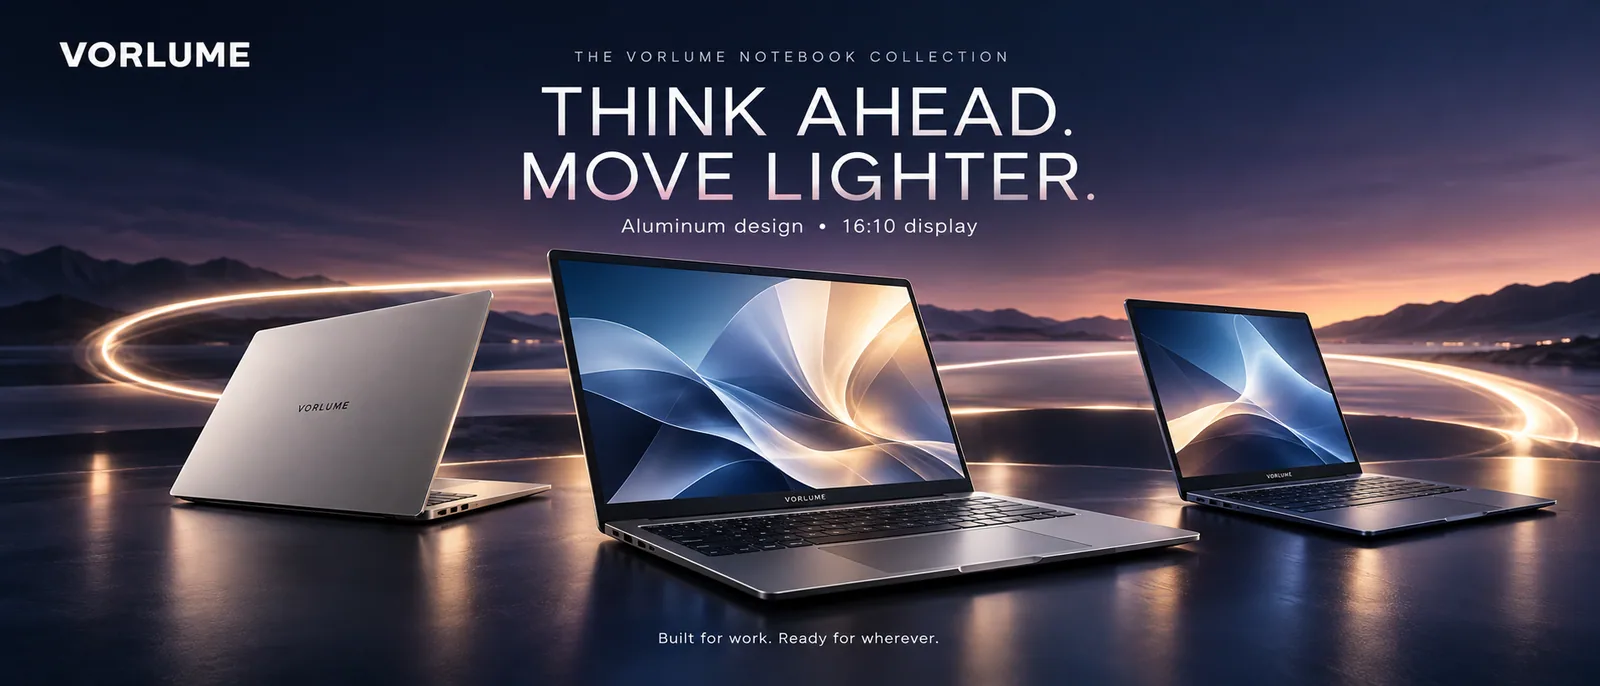 VORLUME
THE VORLUME NOTEBOOK COLLECTION
THINK AHEAD.
MOVE LIGHTER.
Aluminum design • 16:10 display
VORLUME
VORLUME
VORLUME
Built for work. Ready for wherever.